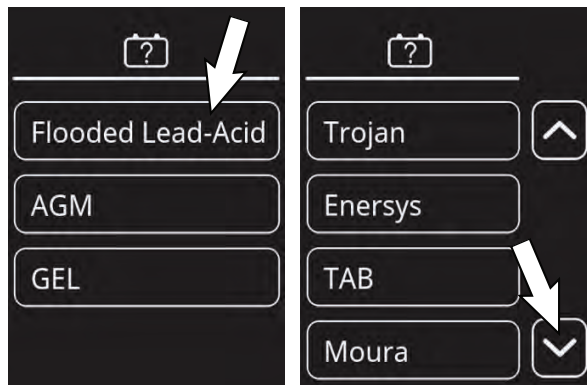 ?
Flooded Lead-Acid
AGM
GEL
?
Trojan
Enersys
TAB
Moura